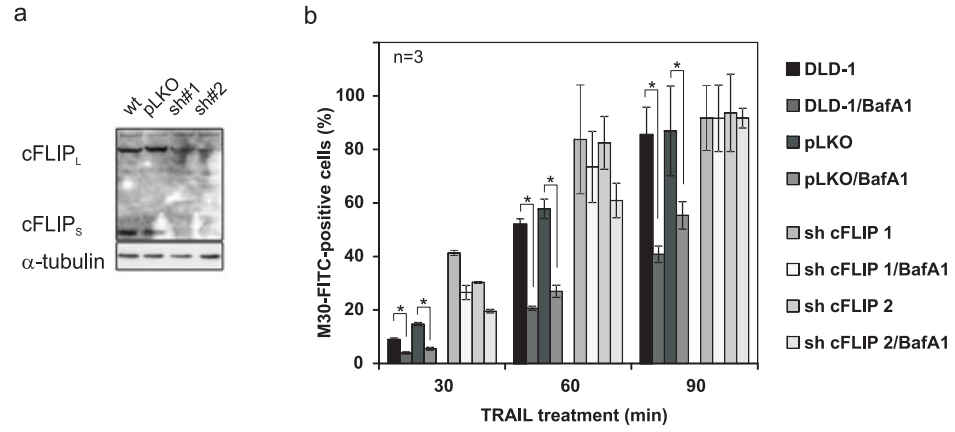 a
wt pLKO sh#1 sh#2
cFLIPL
cFLIPS
α-tubulin
b
n=3
M30-FITC-positive cells (%)
100
80
60
40
20
0
* * * * * *
30 60 90
TRAIL treatment (min)
DLD-1
DLD-1/BafA1
pLKO
pLKO/BafA1
sh cFLIP 1
sh cFLIP 1/BafA1
sh cFLIP 2
sh cFLIP 2/BafA1